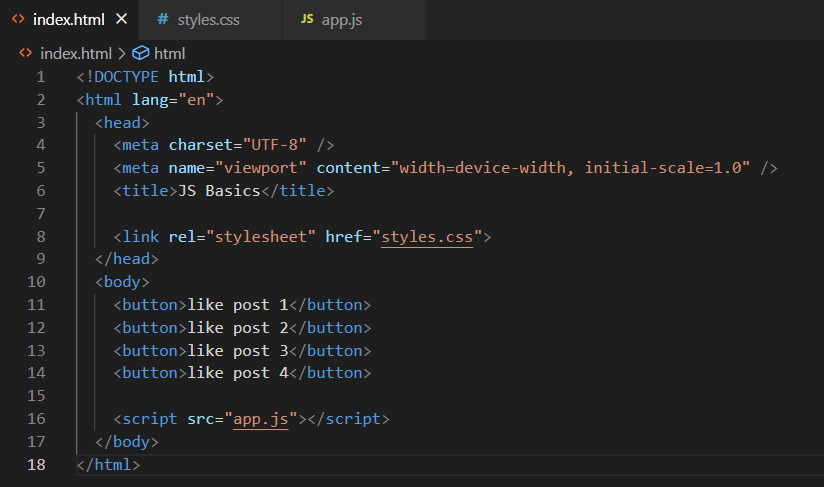 index.html
styles.css
JS app.js
index.html > html
1 <!DOCTYPE html>
2 <html lang="en">
3 <head>
4 <meta charset="UTF-8" />
5 <meta name="viewport" content="width=device-width, initial-scale=1.0" />
6 <title>JS Basics</title>
7
8 <link rel="stylesheet" href="styles.css">
9 </head>
10 <body>
11 <button>like post 1</button>
12 <button>like post 2</button>
13 <button>like post 3</button>
14 <button>like post 4</button>
15
16 <script src="app.js"></script>
17 </body>
18 </html>